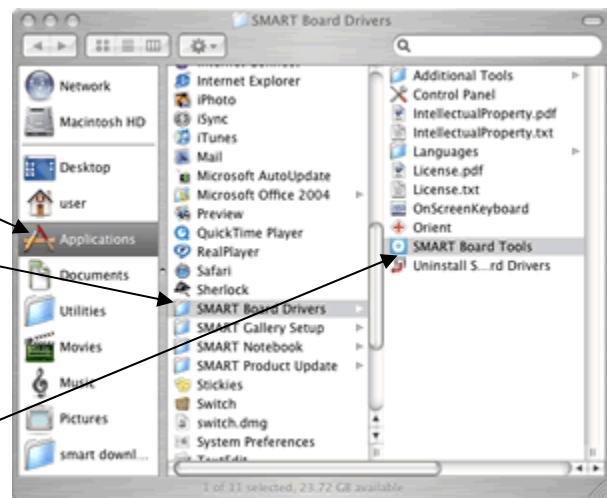 SMART Board Drivers
Network
Macintosh HD
Desktop
user
Applications
Documents
Utilities
Movies
Music
Pictures
smart downl...
Internet Connect
Internet Explorer
iPhoto
iSync
iTunes
Mail
Microsoft AutoUpdate
Microsoft Office 2004
Preview
QuickTime Player
RealPlayer
Safari
Sherlock
SMART Board Drivers
SMART Gallery Setup
SMART Notebook
SMART Product Update
Stickies
Switch
switch.dmg
System Preferences
TextEdit
Additional Tools
Control Panel
IntellectualProperty.pdf
IntellectualProperty.txt
Languages
License.pdf
License.txt
OnScreenKeyboard
Orient
SMART Board Tools
Uninstall S...rd Drivers
1 of 11 selected, 23.72 GB available